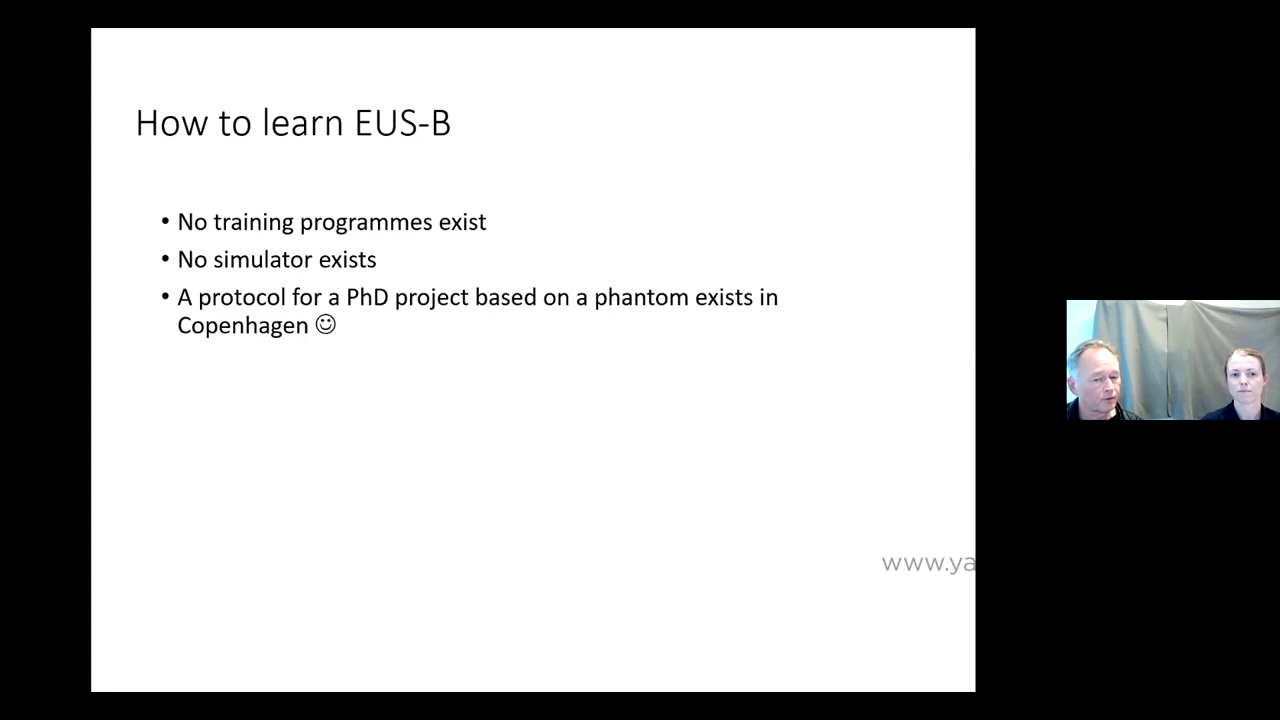 How to learn EUS-B
• No training programmes exist
• No simulator exists
• A protocol for a PhD project based on a phantom exists in
Copenhagen ☺
www.ya